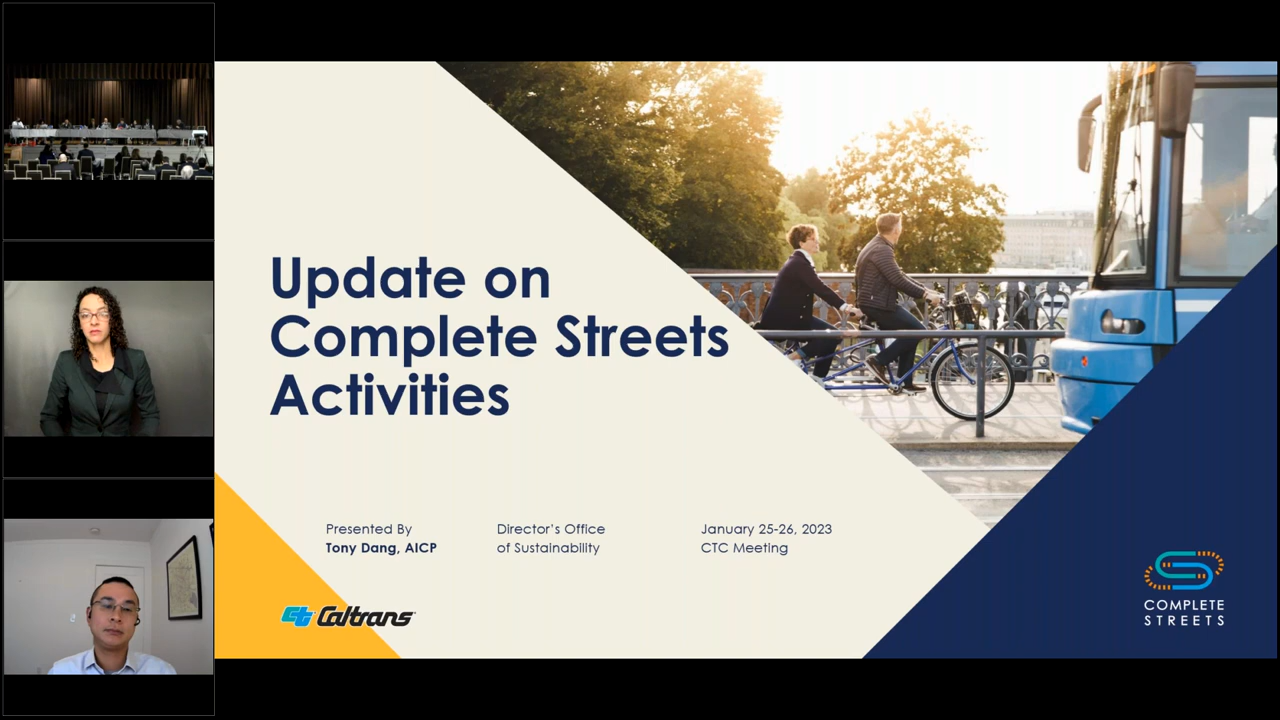 Update on
Complete Streets
Activities
Presented By
Tony Dang, AICP
Director's Office
of Sustainability
January 25-26, 2023
CTC Meeting
Caltrans
COMPLETE
STREETS